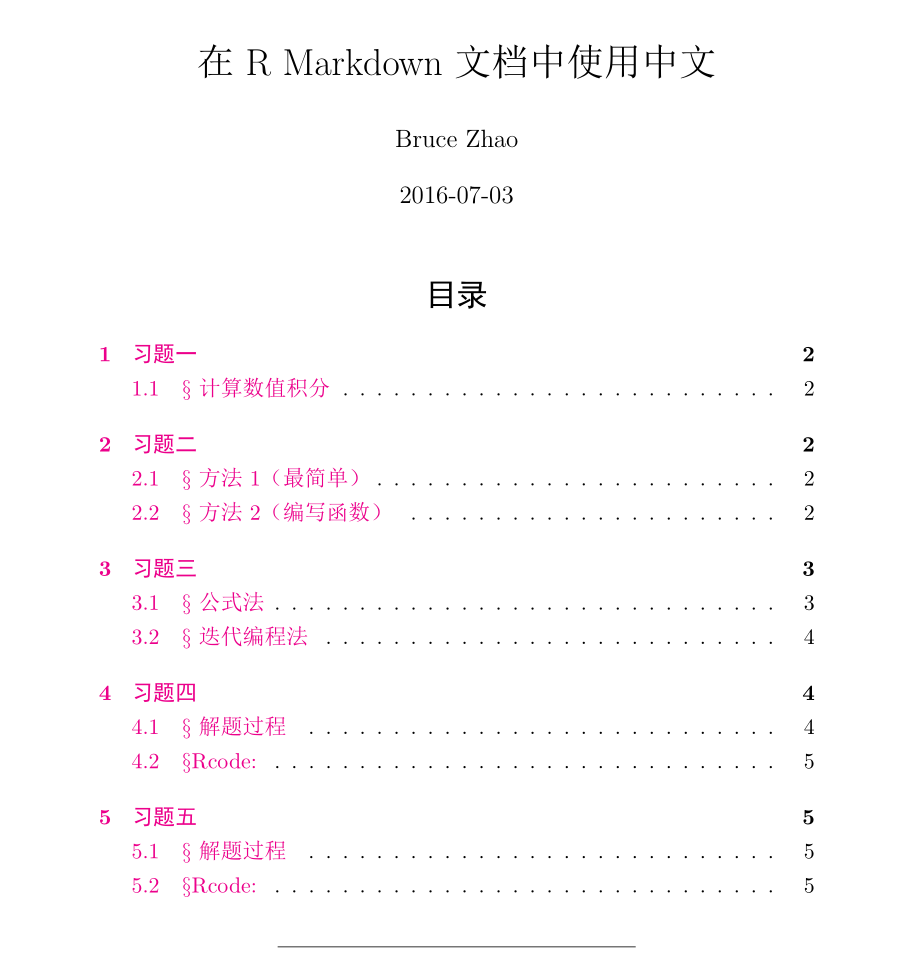 在 R Markdown 文档中使用中文
Bruce Zhao
2016-07-03
目录
1 习题一 2
1.1 § 计算数值积分 . . . . . . . . . . . . . . . . . . . . . . . . . . 2
2 习题二 2
2.1 § 方法 1（最简单） . . . . . . . . . . . . . . . . . . . . . . . . 2
2.2 § 方法 2（编写函数） . . . . . . . . . . . . . . . . . . . . . . 2
3 习题三 3
3.1 § 公式法 . . . . . . . . . . . . . . . . . . . . . . . . . . . . . . 3
3.2 § 迭代编程法 . . . . . . . . . . . . . . . . . . . . . . . . . . . 4
4 习题四 4
4.1 § 解题过程 . . . . . . . . . . . . . . . . . . . . . . . . . . . . 4
4.2 §Rcode: . . . . . . . . . . . . . . . . . . . . . . . . . . . . . . 5
5 习题五 5
5.1 § 解题过程 . . . . . . . . . . . . . . . . . . . . . . . . . . . . 5
5.2 §Rcode: . . . . . . . . . . . . . . . . . . . . . . . . . . . . . . 5